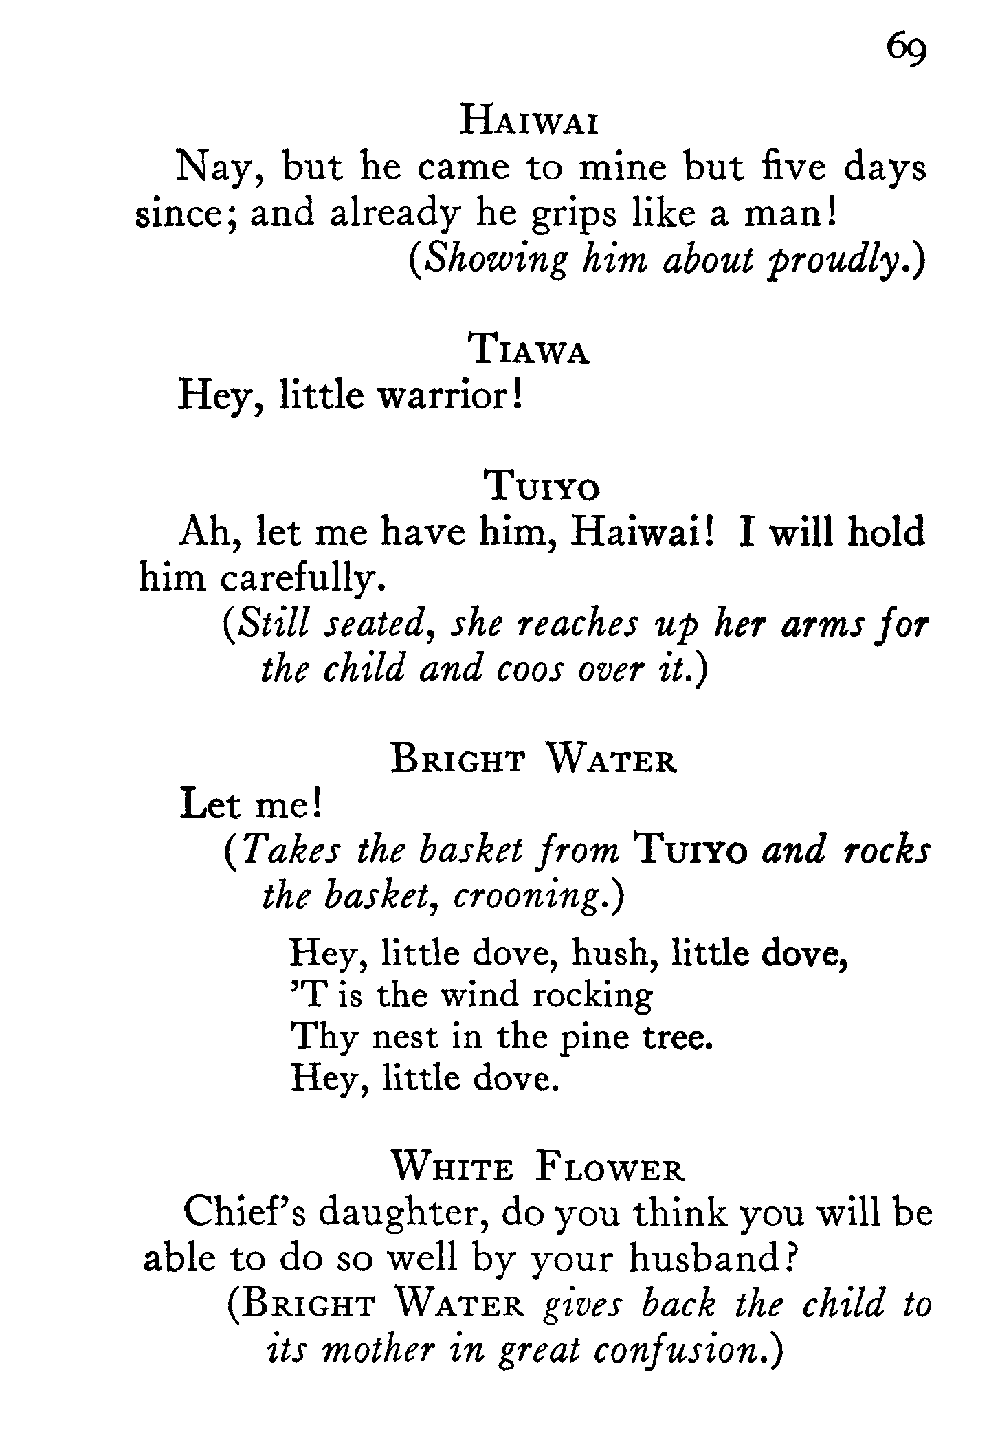 69
HAIWAI
Nay, but he came to mine but five days
since; and already he grips like a man!
(Showing him about proudly.)
TIAWA
Hey, little warrior!
TUIYO
Ah, let me have him, Haiwai! I will hold
him carefully.
(Still seated, she reaches up her arms for
the child and coos over it.)
BRIGHT WATER
Let me!
(Takes the basket from TUIYO and rocks
the basket, crooning.)
Hey, little dove, hush, little dove,
'T is the wind rocking
Thy nest in the pine tree.
Hey, little dove.
WHITE FLOWER
Chief's daughter, do you think you will be
able to do so well by your husband?
(BRIGHT WATER gives back the child to
its mother in great confusion.)